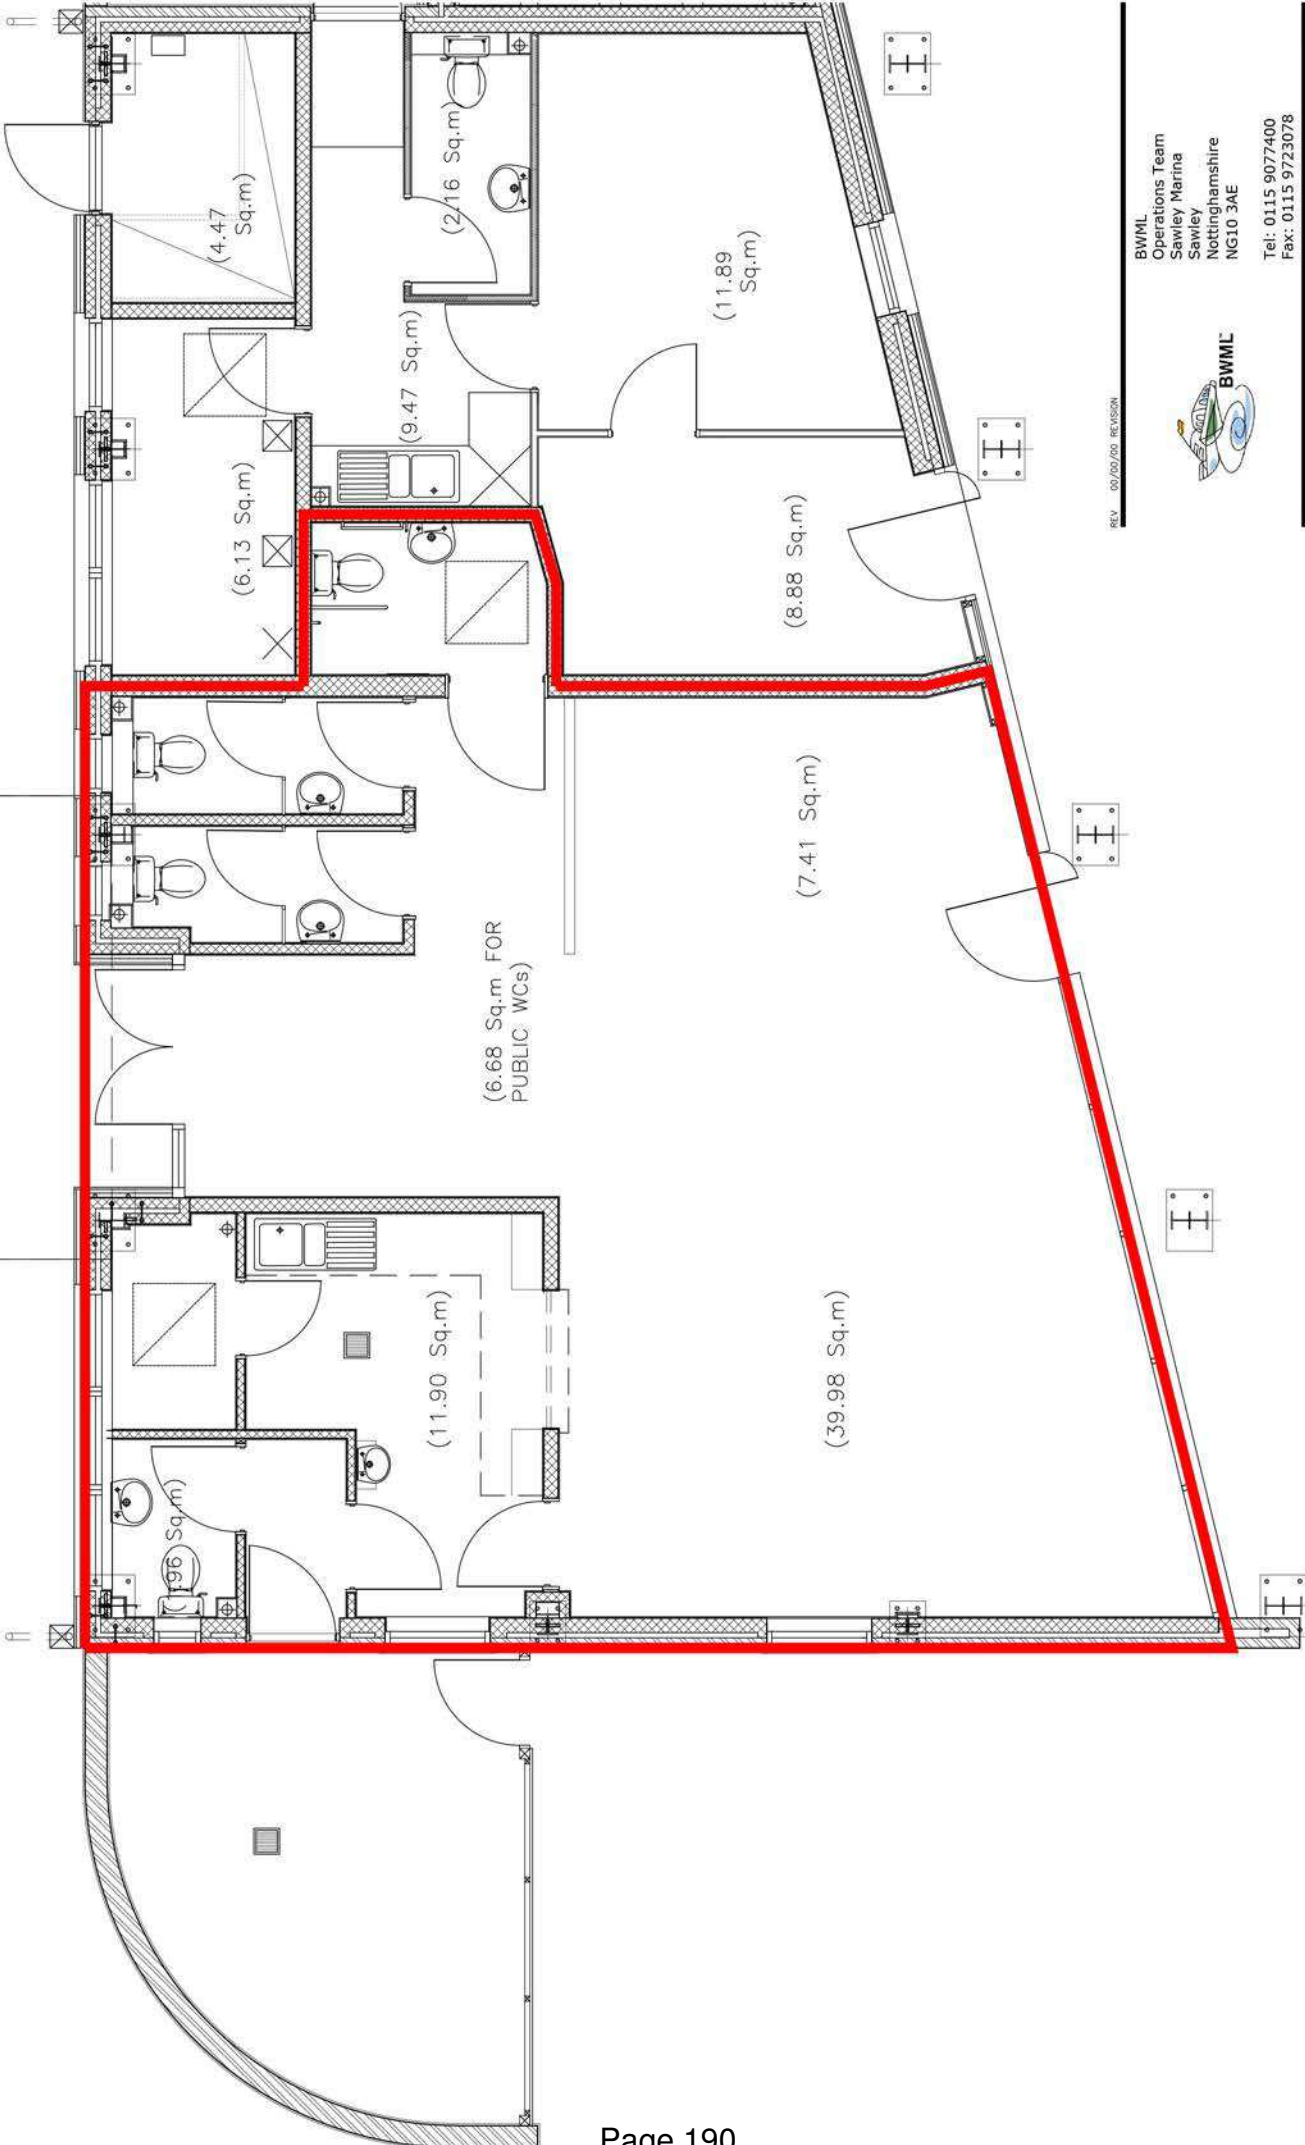 (4.47
Sq.m)
(2.16 Sq.m)
(11.89
Sq.m)
(9.47 Sq.m)
(6.13 Sq.m)
(8.88 Sq.m)
(7.41 Sq.m)
(6.68 Sq.m FOR
PUBLIC WCs)
(11.90 Sq.m)
(39.98 Sq.m)
Sq.m)
REV 00/00/00 REVISION
BWML
BWML
Operations Team
Sawley Marina
Sawley
Nottinghamshire
NG10 3AE
Tel: 0115 9077400
Fax: 0115 9723078
Page 190